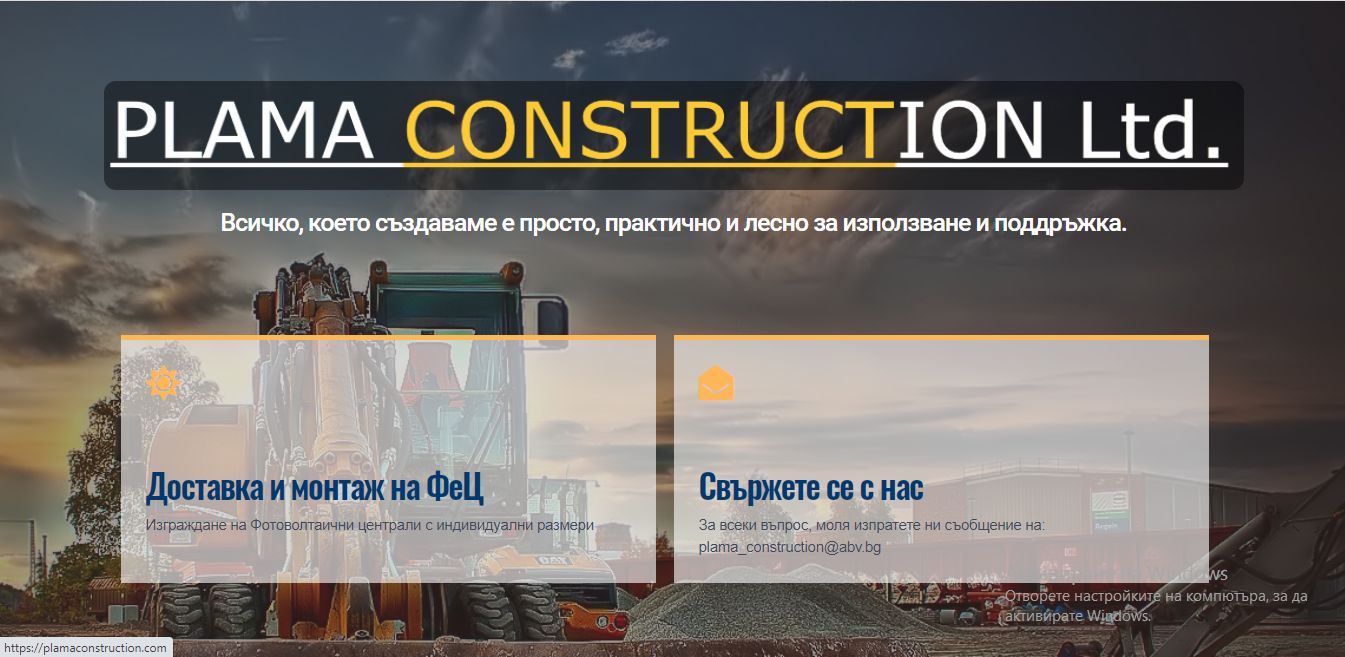 PLAMA CONSTRUCTION Ltd.
Всичко, което създаваме е просто, практично и лесно за използване и поддръжка.
Доставка и монтаж на ФеЦ
Изграждане на Фотоволтаични централи с индивидуални размери
Свържете се с нас
За всеки въпрос, моля изпратете ни съобщение на:
plama_construction@abv.bg
CAT
Windows
Отворете настройките на компютъра, за да
активирате Windows.
https://plamaconstruction.com